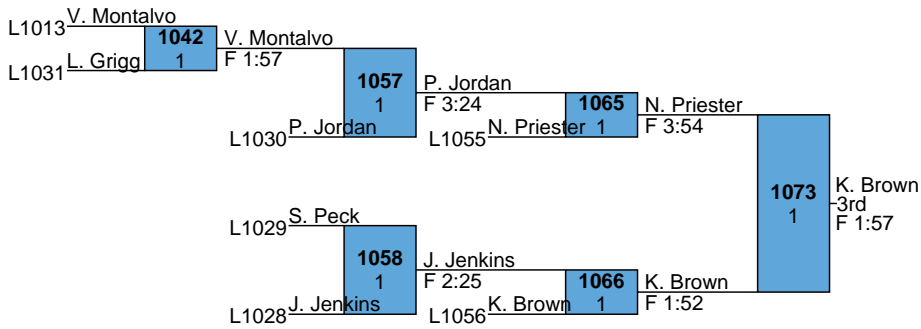 V. Montalvo
L1013
1042
1
L. Grigg
L1031
V. Montalvo
F 1:57
1057
1
P. Jordan
L1030
P. Jordan
F 3:24
1065
1
N. Priester
L1055
N. Priester
F 3:54
1073
1
K. Brown
3rd
F 1:57
S. Peck
L1029
1058
1
J. Jenkins
L1028
J. Jenkins
F 2:25
1066
1
K. Brown
L1056
K. Brown
F 1:52